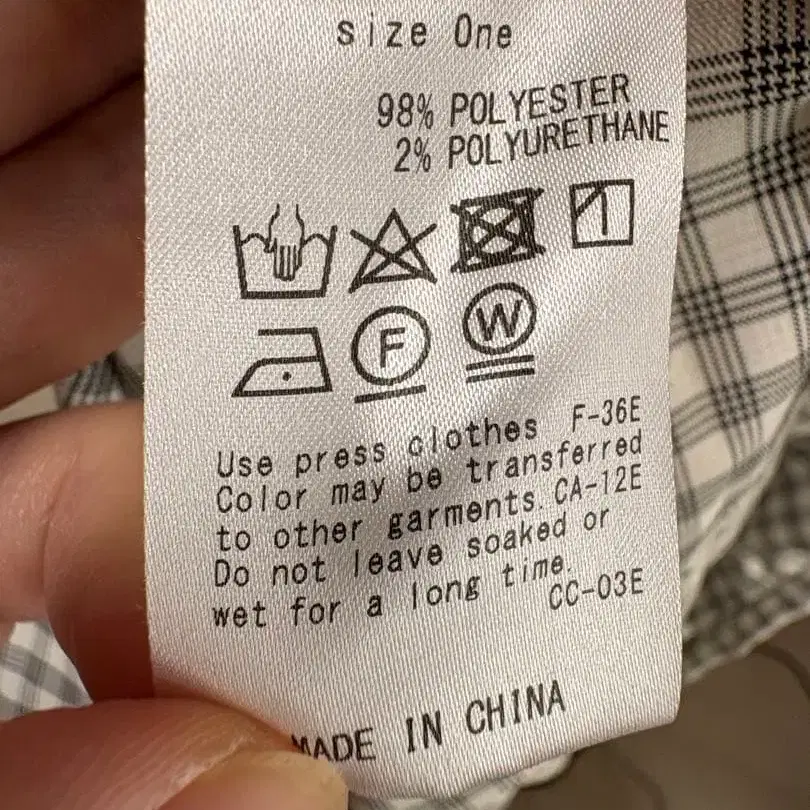 size One
98% POLYESTER
2% POLYURETHANE
F
W
Use press clothes F-36E
Color may be transferred
to other garments. CA-12E
Do not leave soaked or
wet for a long time.
CC-03E
MADE IN CHINA